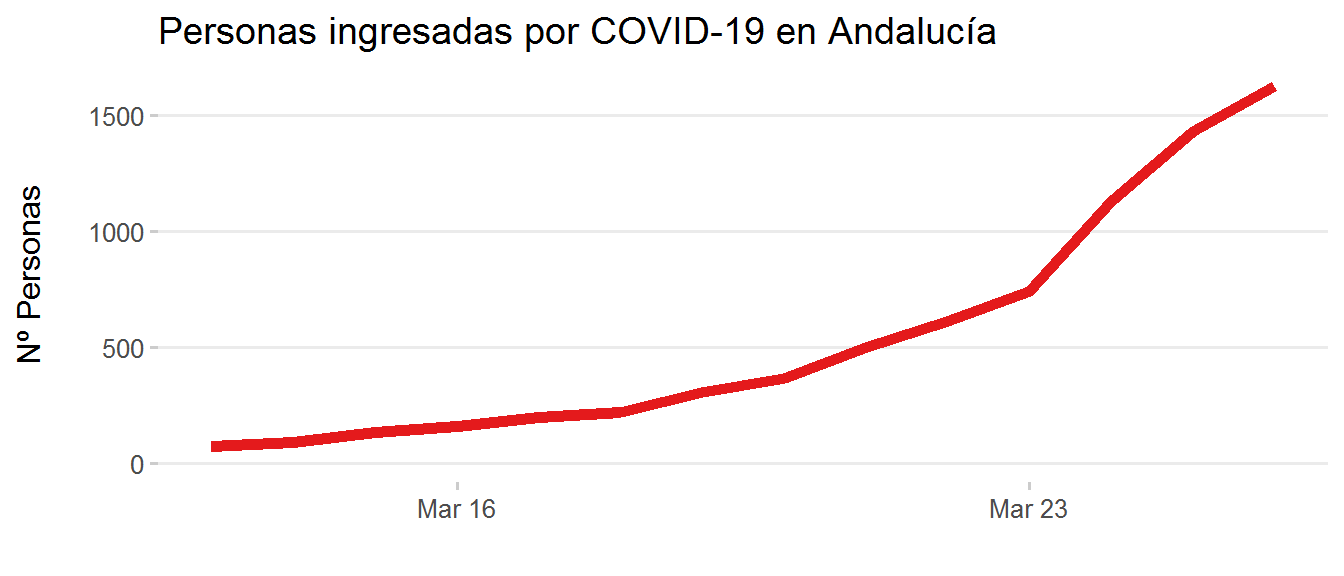 Personas ingresadas por COVID-19 en Andalucía
Nº Personas
1500
1000
500
0
Mar 16
Mar 23